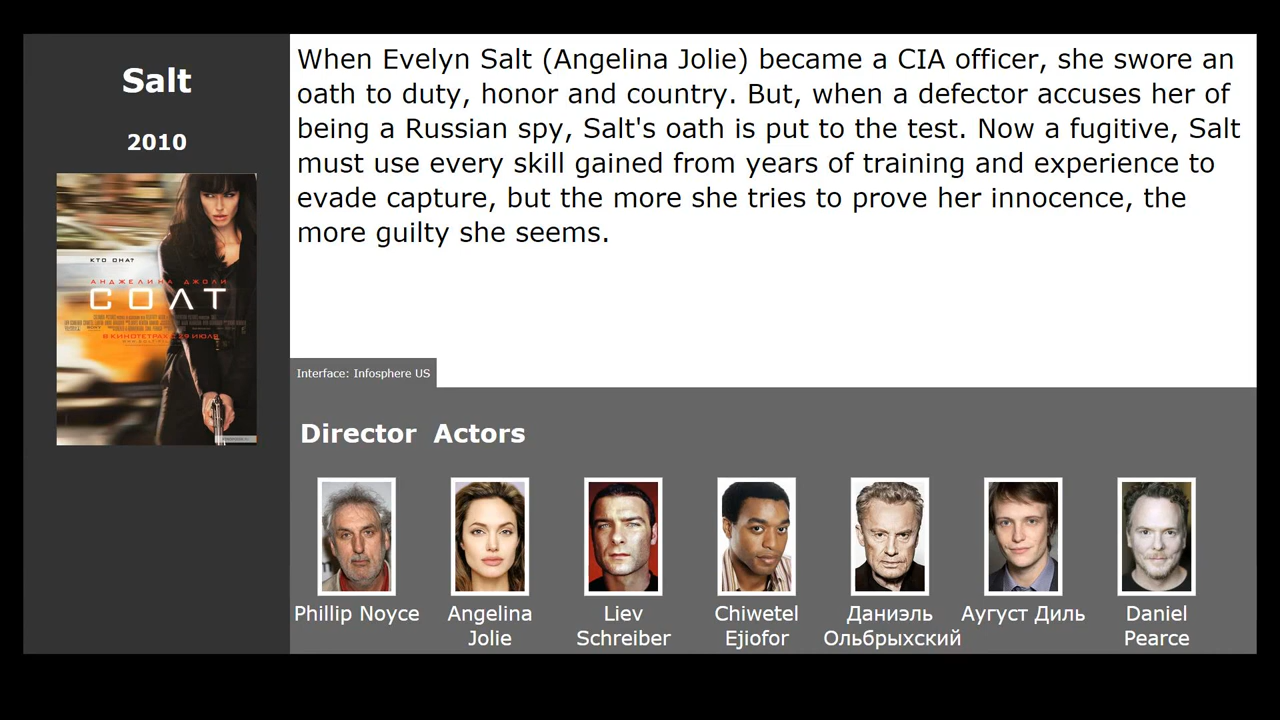 Salt
2010
КТО ОНА?
АНДЖЕЛИНА ДЖОЛИ
СОЛТ
В КИНОТЕАТРАХ С 29 ИЮЛЯ
When Evelyn Salt (Angelina Jolie) became a CIA officer, she swore an
oath to duty, honor and country. But, when a defector accuses her of
being a Russian spy, Salt's oath is put to the test. Now a fugitive, Salt
must use every skill gained from years of training and experience to
evade capture, but the more she tries to prove her innocence, the
more guilty she seems.
Interface: Infosphere US
Director Actors
Phillip Noyce
Angelina
Jolie
Liev
Schreiber
Chiwetel
Ejiofor
Даниэль
Ольбрыхский
Аугуст Диль
Daniel
Pearce